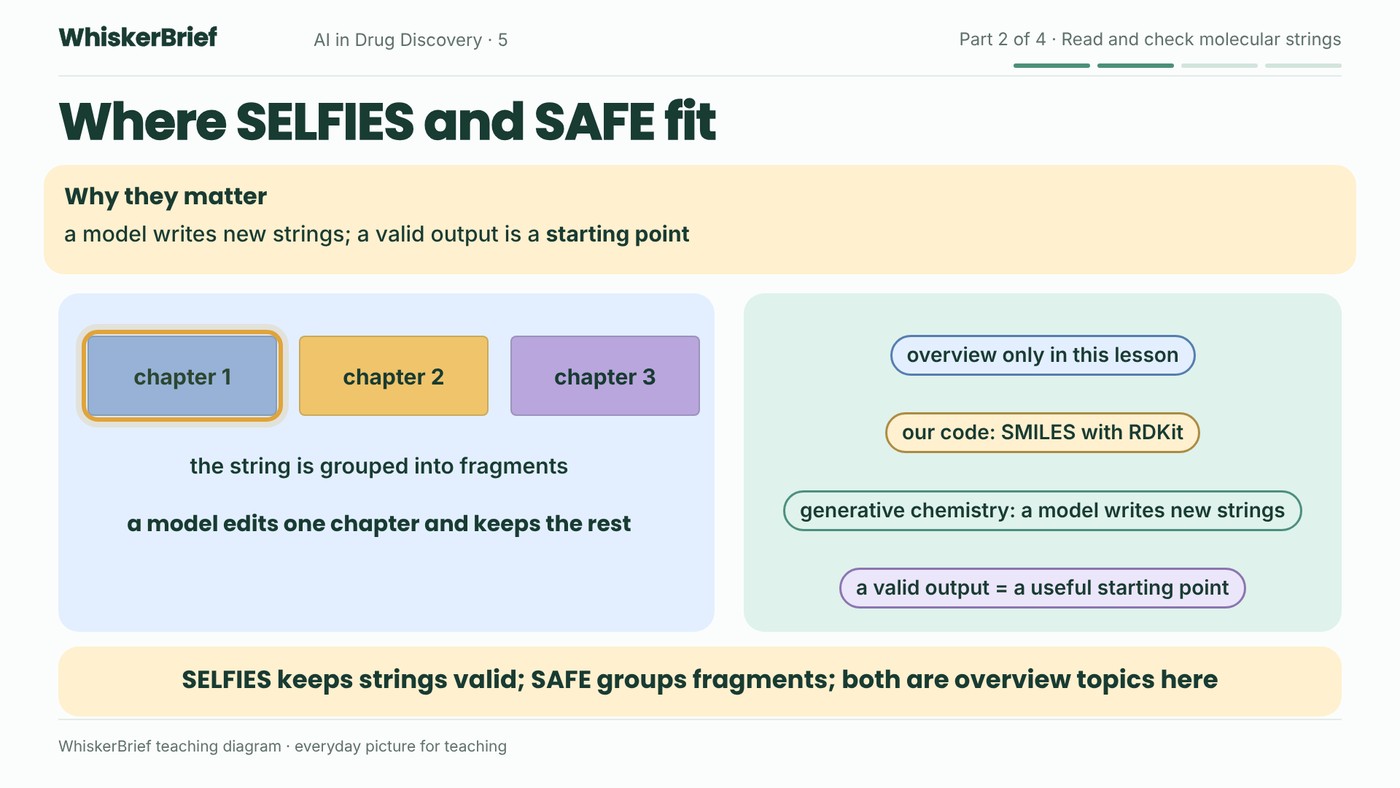 WhiskerBrief
AI in Drug Discovery · 5
Part 2 of 4 · Read and check molecular strings
Where SELFIES and SAFE fit
Why they matter
a model writes new strings; a valid output is a starting point
chapter 1
chapter 2
chapter 3
the string is grouped into fragments
a model edits one chapter and keeps the rest
overview only in this lesson
our code: SMILES with RDKit
generative chemistry: a model writes new strings
a valid output = a useful starting point
SELFIES keeps strings valid; SAFE groups fragments; both are overview topics here
WhiskerBrief teaching diagram · everyday picture for teaching